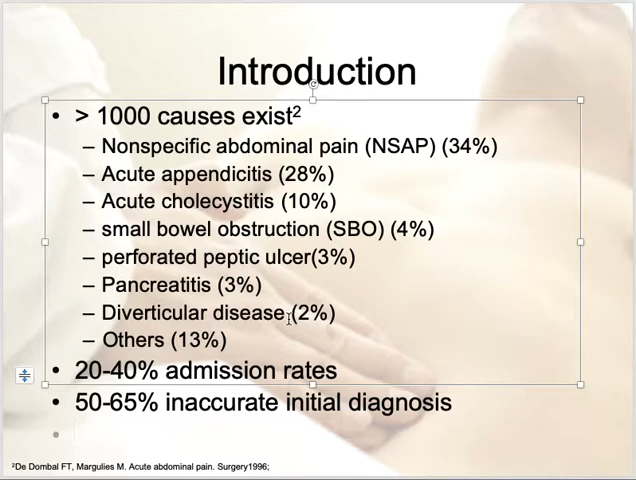 Introduction
• > 1000 causes exist²
– Nonspecific abdominal pain (NSAP) (34%)
– Acute appendicitis (28%)
– Acute cholecystitis (10%)
– small bowel obstruction (SBO) (4%)
– perforated peptic ulcer(3%)
– Pancreatitis (3%)
– Diverticular disease (2%)
– Others (13%)
• 20-40% admission rates
• 50-65% inaccurate initial diagnosis
²De Dombal FT, Margulies M. Acute abdominal pain. Surgery1996;